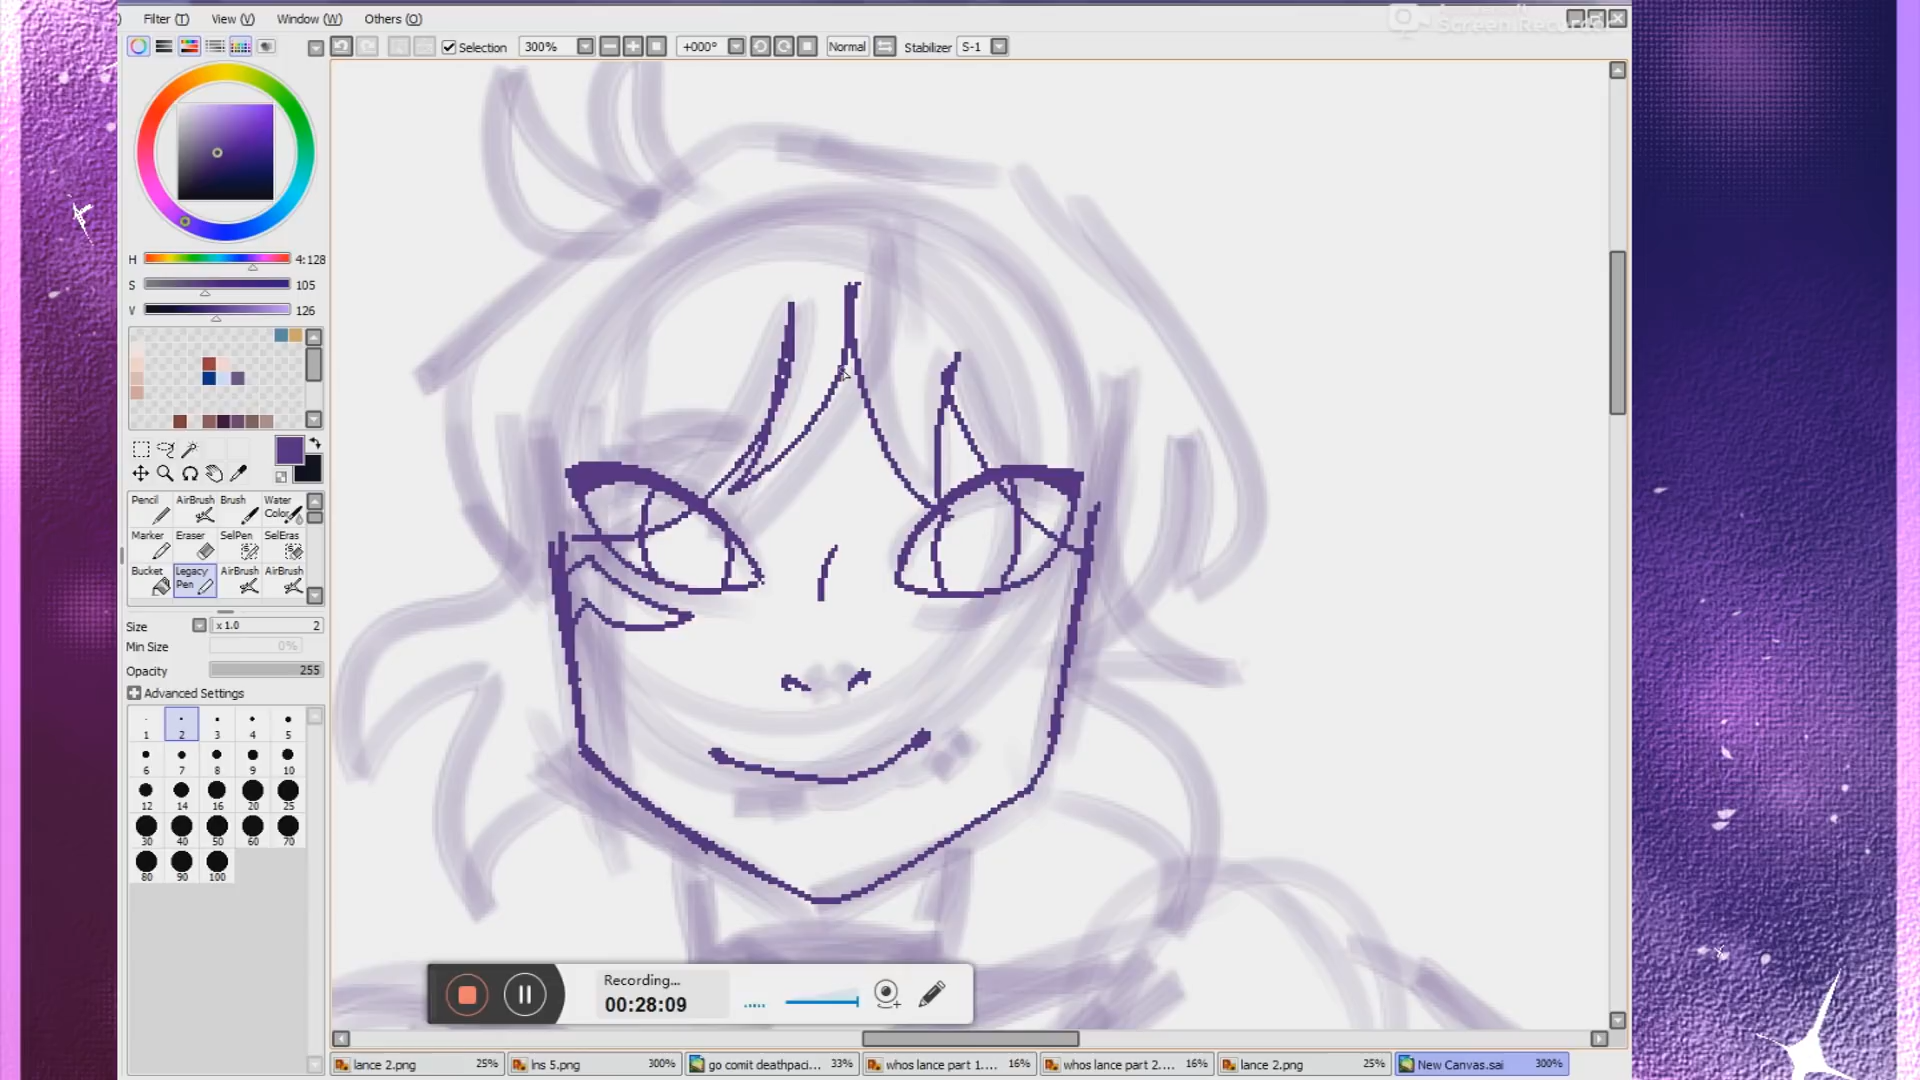 Filter (T) View (V) Window (W) Others (O)
Screen Recor
Selection 300% +000° Normal Stabilizer S-1
H 4:128
S 105
V 126
Pencil AirBrush Brush Water Color
Marker Eraser SelPen SelEras
Bucket Legacy Pen AirBrush AirBrush
Size x 1.0 2
Min Size 0%
Opacity 255
Advanced Settings
1 2 3 4 5
6 7 8 9 10
12 14 16 20 25
30 40 50 60 70
80 90 100
Recording...
00:28:09
lance 2.png 25% lns 5.png 300% go comit deathpaci... 33% whos lance part 1.... 16% whos lance part 2.... 16% lance 2.png 25% New Canvas.sai 300%